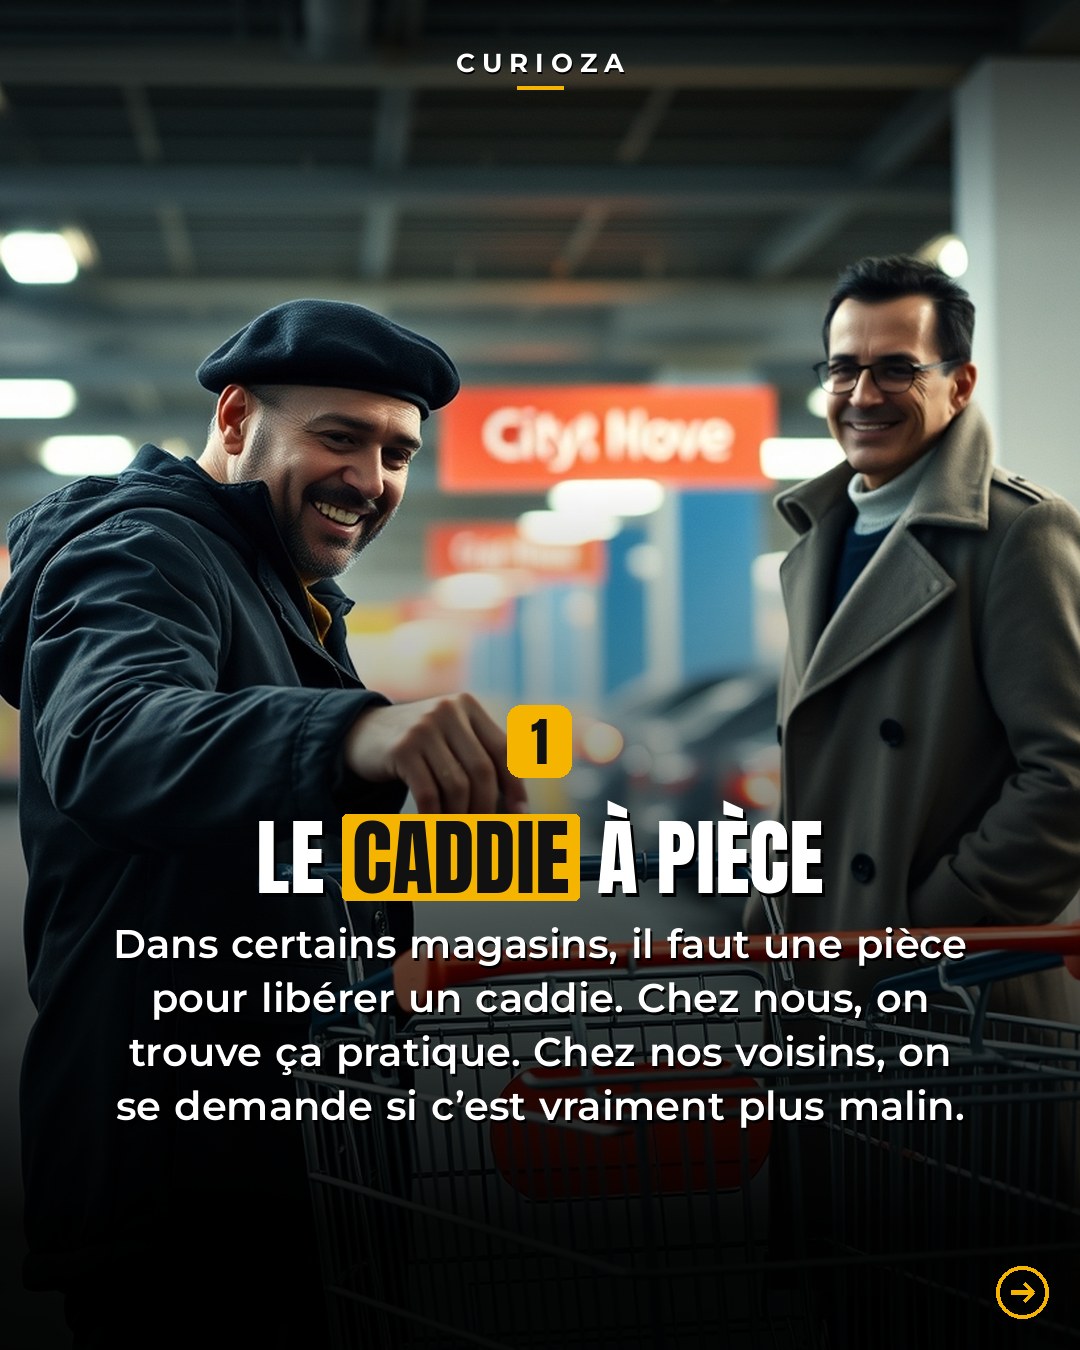 CURIOZA
1
LE CADDIE À PIÈCE
Dans certains magasins, il faut une pièce
pour libérer un caddie. Chez nous, on
trouve ça pratique. Chez nos voisins, on
se demande si c’est vraiment plus malin.